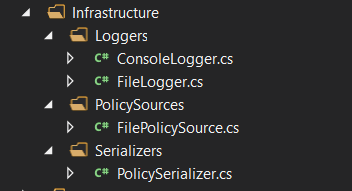 Infrastructure
Loggers
C# ConsoleLogger.cs
C# FileLogger.cs
PolicySources
C# FilePolicySource.cs
Serializers
C# PolicySerializer.cs